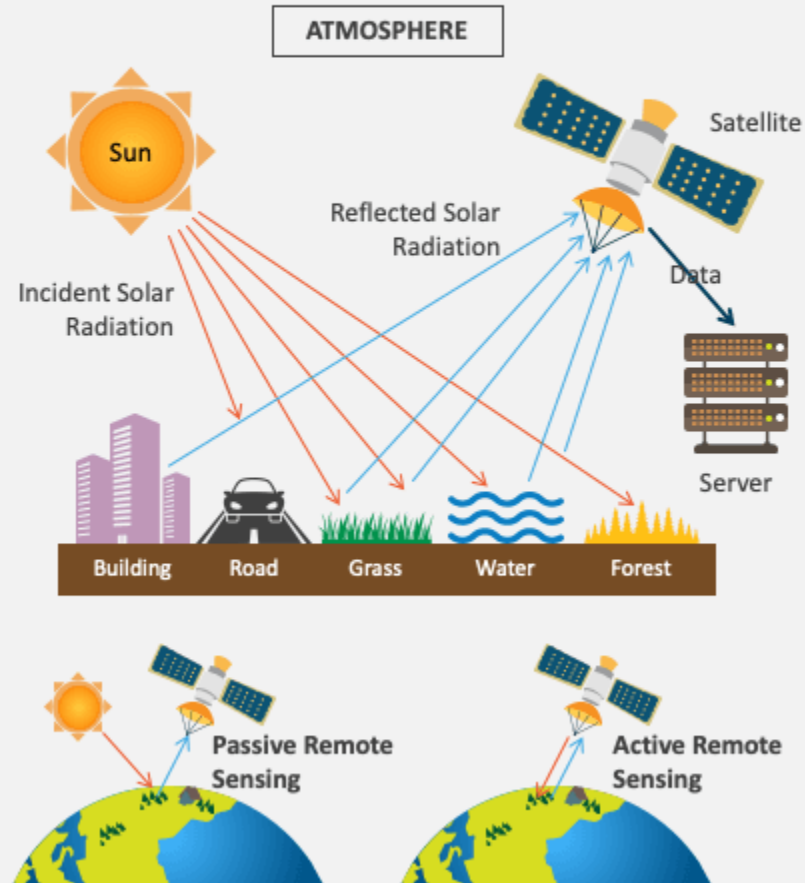 ATMOSPHERE
Sun
Satellite
Reflected Solar
Radiation
Incident Solar
Radiation
Data
Server
Building
Road
Grass
Water
Forest
Passive Remote
Sensing
Active Remote
Sensing